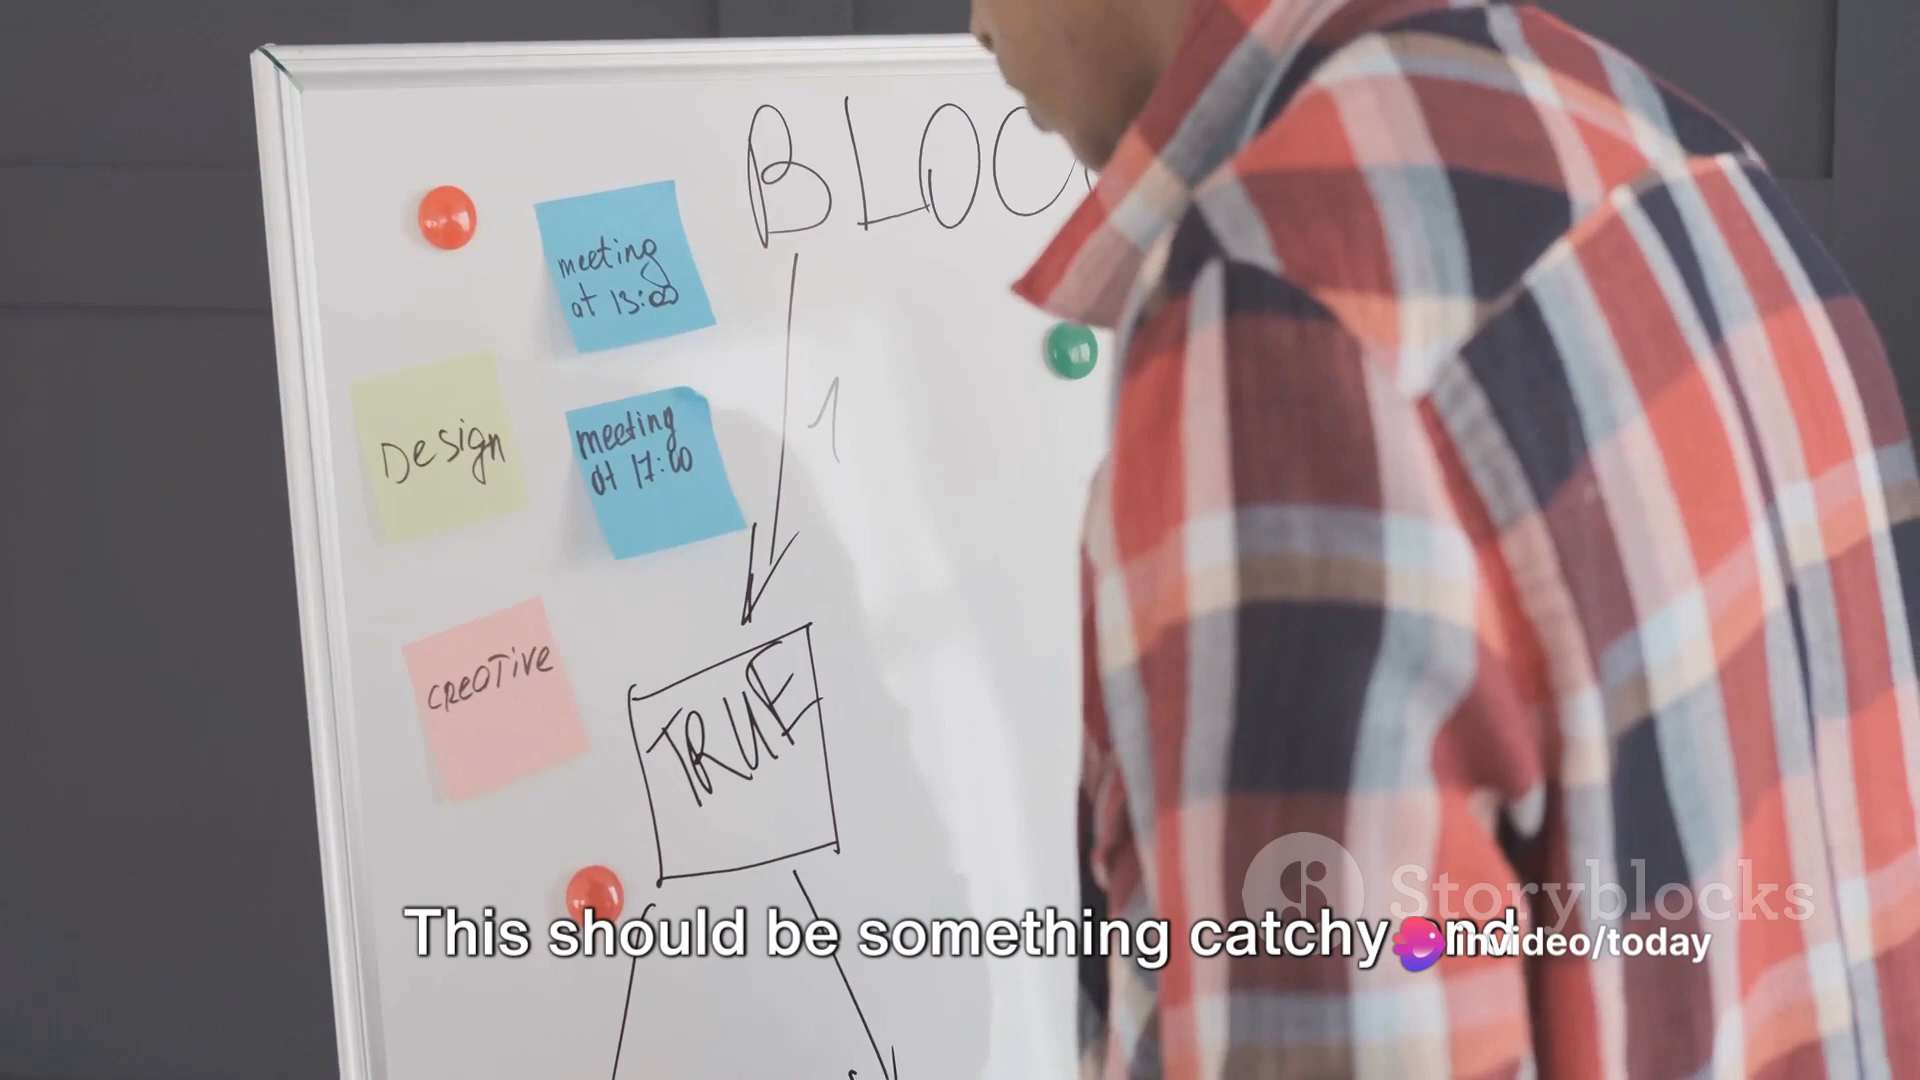 BLOC
meeting
at 13:00
1
Design
meeting
at 17:00
creative
TRUE
Storyblocks
This should be something catchy and
invideo/today